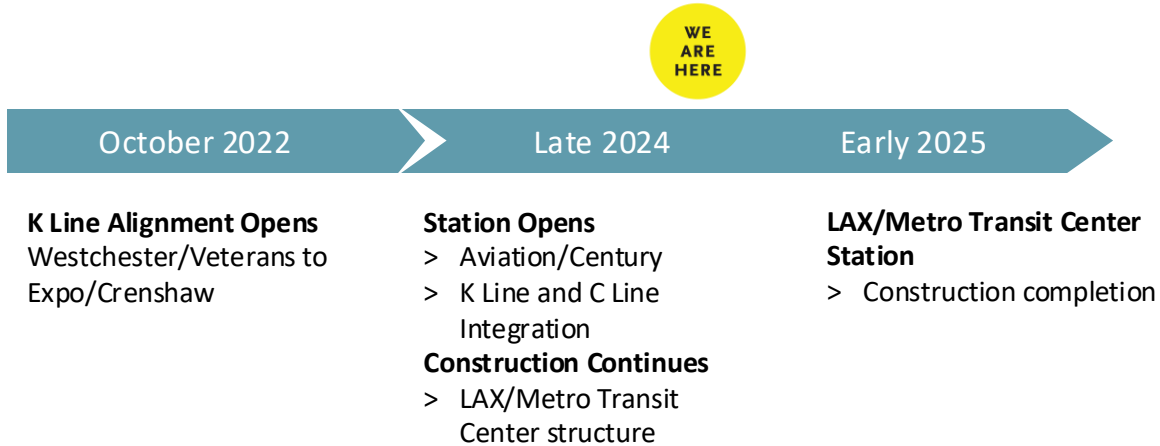 WE
ARE
HERE
October 2022
Late 2024
Early 2025
K Line Alignment Opens
Westchester/Veterans to
Expo/Crenshaw
Station Opens
> Aviation/Century
> K Line and C Line
Integration
Construction Continues
> LAX/Metro Transit
Center structure
LAX/Metro Transit Center
Station
> Construction completion